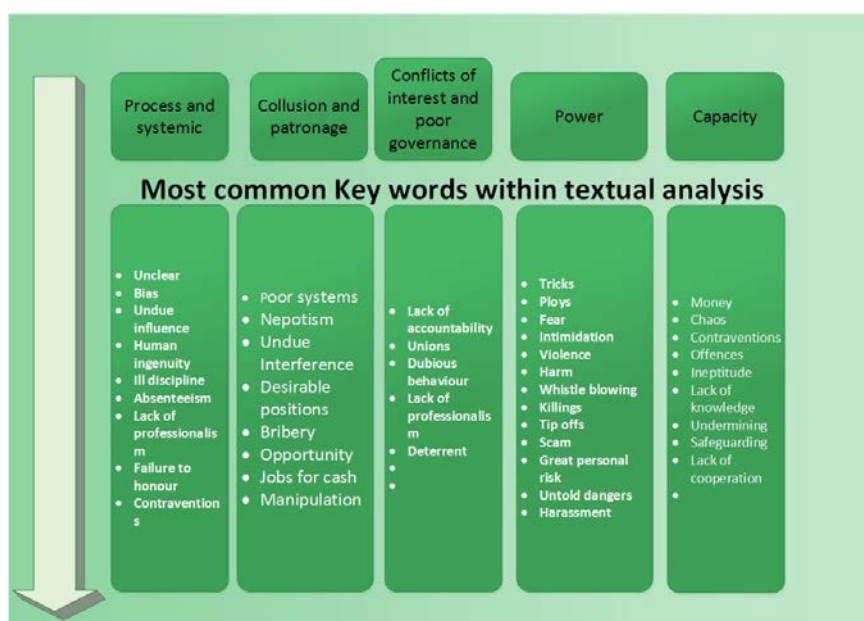 Process and
systemic
Collusion and
patronage
Conflicts of
interest and
poor
governance
Power
Capacity
Most common Key words within textual analysis
• Unclear
• Bias
• Undue
influence
• Human
ingenuity
• Ill discipline
• Absenteeism
• Lack of
professionalis
m
• Failure to
honour
• Contravention
s
• Poor systems
• Nepotism
• Undue
Interference
• Desirable
positions
• Bribery
• Opportunity
• Jobs for cash
• Manipulation
• Lack of
accountability
• Unions
• Dubious
behaviour
• Lack of
professionalis
m
• Deterrent
•
•
• Tricks
• Ploys
• Fear
• Intimidation
• Violence
• Harm
• Whistle blowing
• Killings
• Tip offs
• Scam
• Great personal
risk
• Untold dangers
• Harassment
• Money
• Chaos
• Contraventions
• Offences
• Ineptitude
• Lack of
knowledge
• Undermining
• Safeguarding
• Lack of
cooperation
•